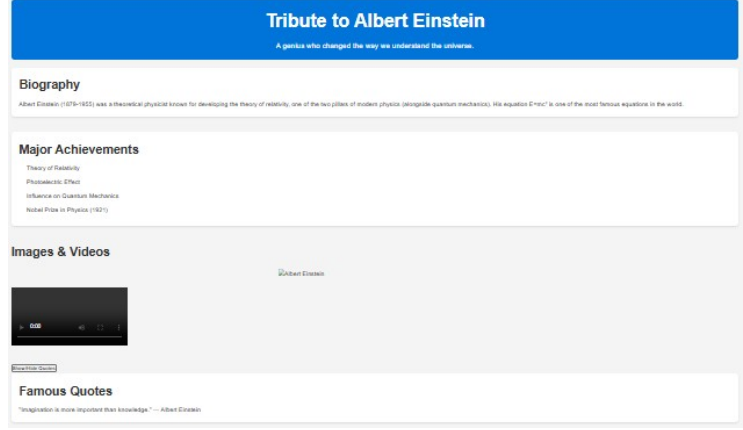 Tribute to Albert Einstein
A genius who changed the way we understand the universe.
Biography
Albert Einstein (1879-1955) was a theoretical physicist known for developing the theory of relativity, one of the two pillars of modern physics (alongside quantum mechanics). His equation E=mc² is one of the most famous equations in the world.
Major Achievements
Theory of Relativity
Photoelectric Effect
Influence on Quantum Mechanics
Nobel Prize in Physics (1921)
Images & Videos
Albert Einstein
0:00
Show/Hide Quotes
Famous Quotes
"Imagination is more important than knowledge." — Albert Einstein